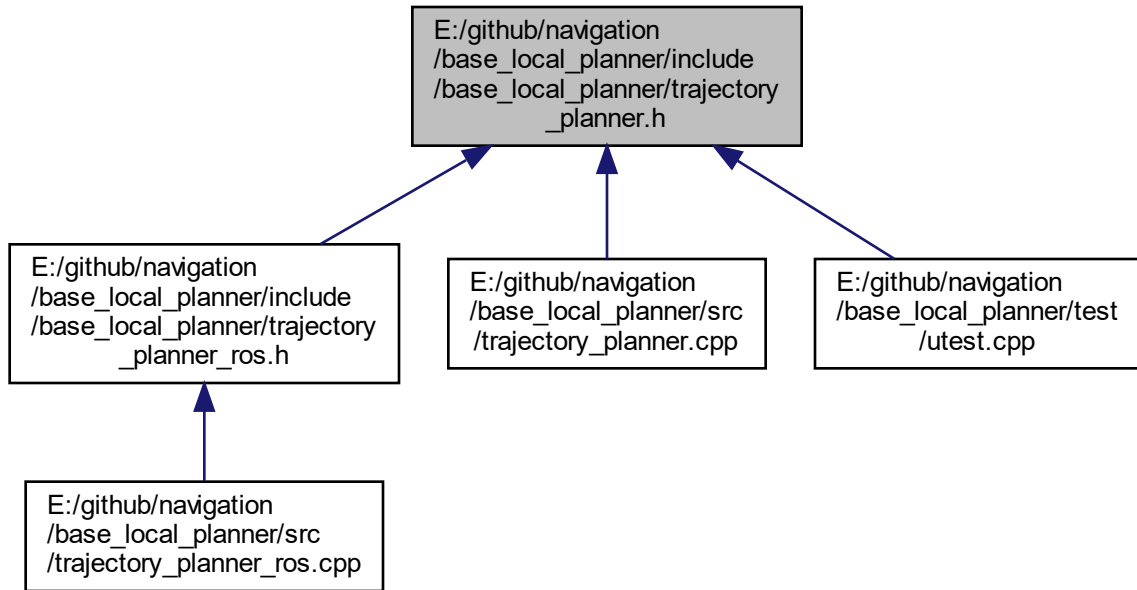 E:/github/navigation
/base_local_planner/include
/base_local_planner/trajectory
_planner.h
E:/github/navigation
/base_local_planner/include
/base_local_planner/trajectory
_planner_ros.h
E:/github/navigation
/base_local_planner/src
/trajectory_planner.cpp
E:/github/navigation
/base_local_planner/test
/utest.cpp
E:/github/navigation
/base_local_planner/src
/trajectory_planner_ros.cpp